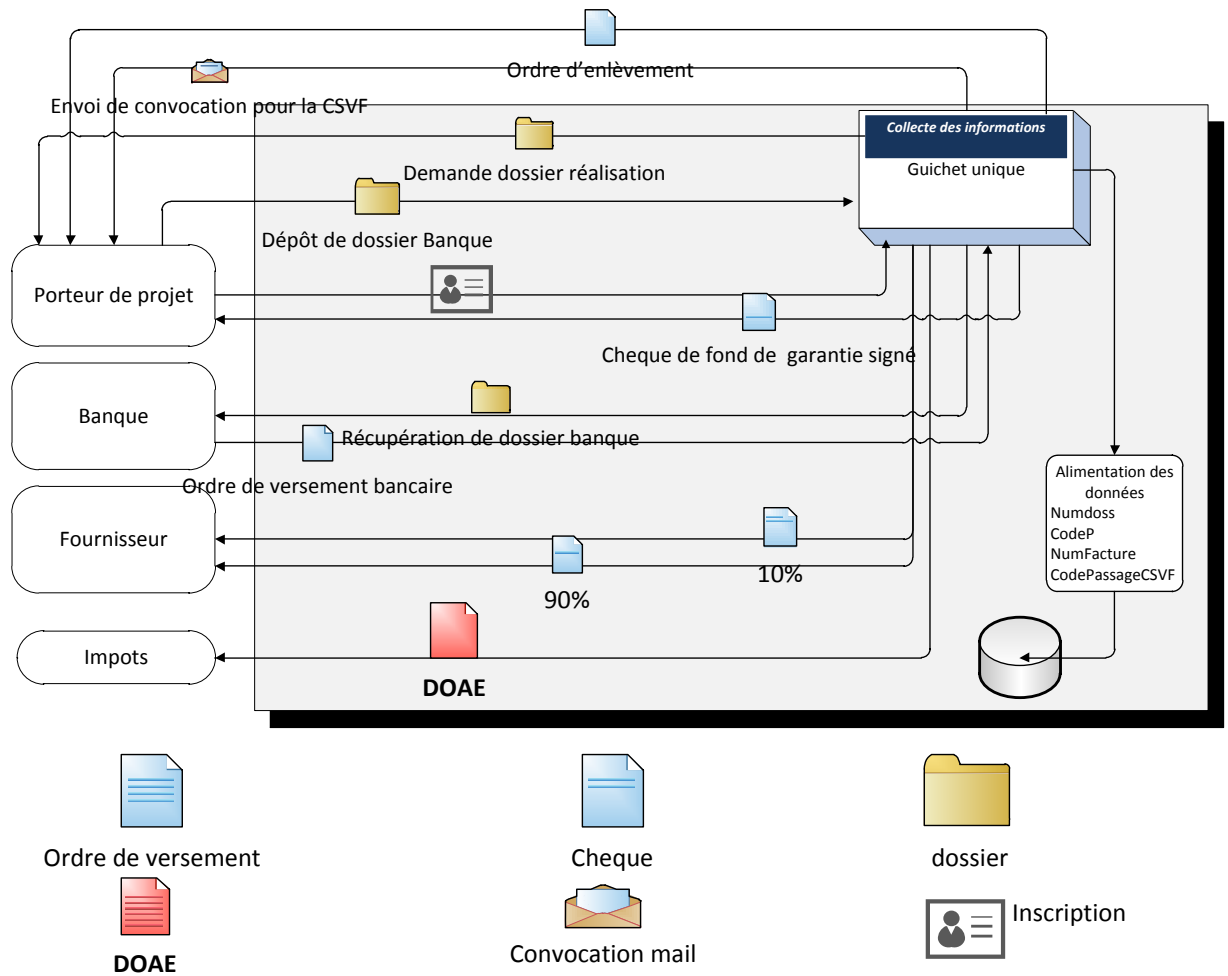 Ordre d'enlèvement
Envoi de convocation pour la CSVF
Collecte des informations
Guichet unique
Demande dossier réalisation
Dépôt de dossier Banque
Porteur de projet
Cheque de fond de garantie signé
Banque
Récupération de dossier banque
Ordre de versement bancaire
Alimentation des
données
Numdoss
CodeP
NumFacture
CodePassageCSVF
Fournisseur
10%
90%
Impots
DOAE
Ordre de versement
Cheque
dossier
DOAE
Convocation mail
Inscription